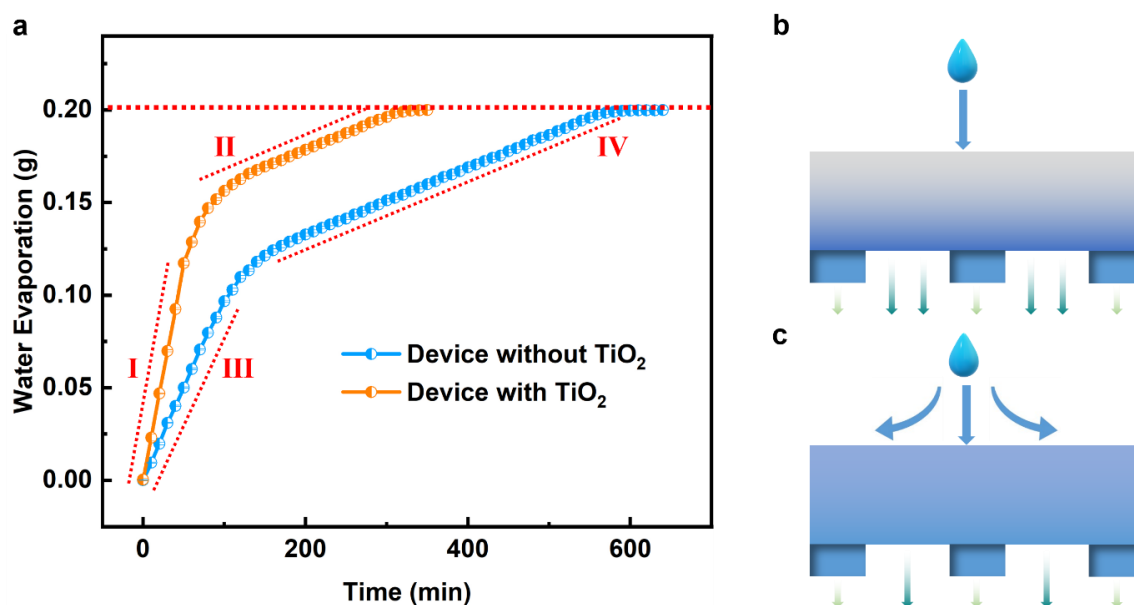 a
b
0.20
II
IV
0.15
Water Evaporation (g)
0.10
I
III
Device without TiO₂
0.05
Device with TiO₂
c
0.00
0
200
400
600
Time (min)